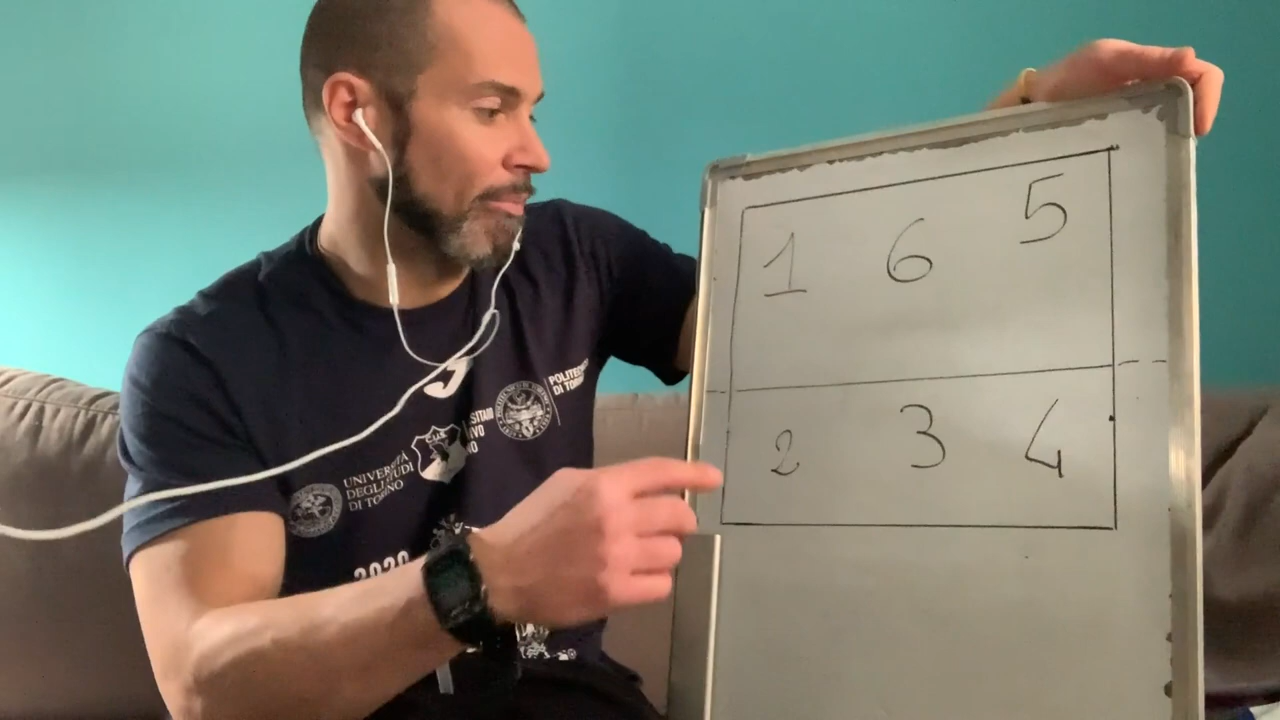 1 6 5
2 3 4
UNIVERSITÀ
DEGLI STUDI
DI TORINO
POLITECNICO
DI TORINO
2020